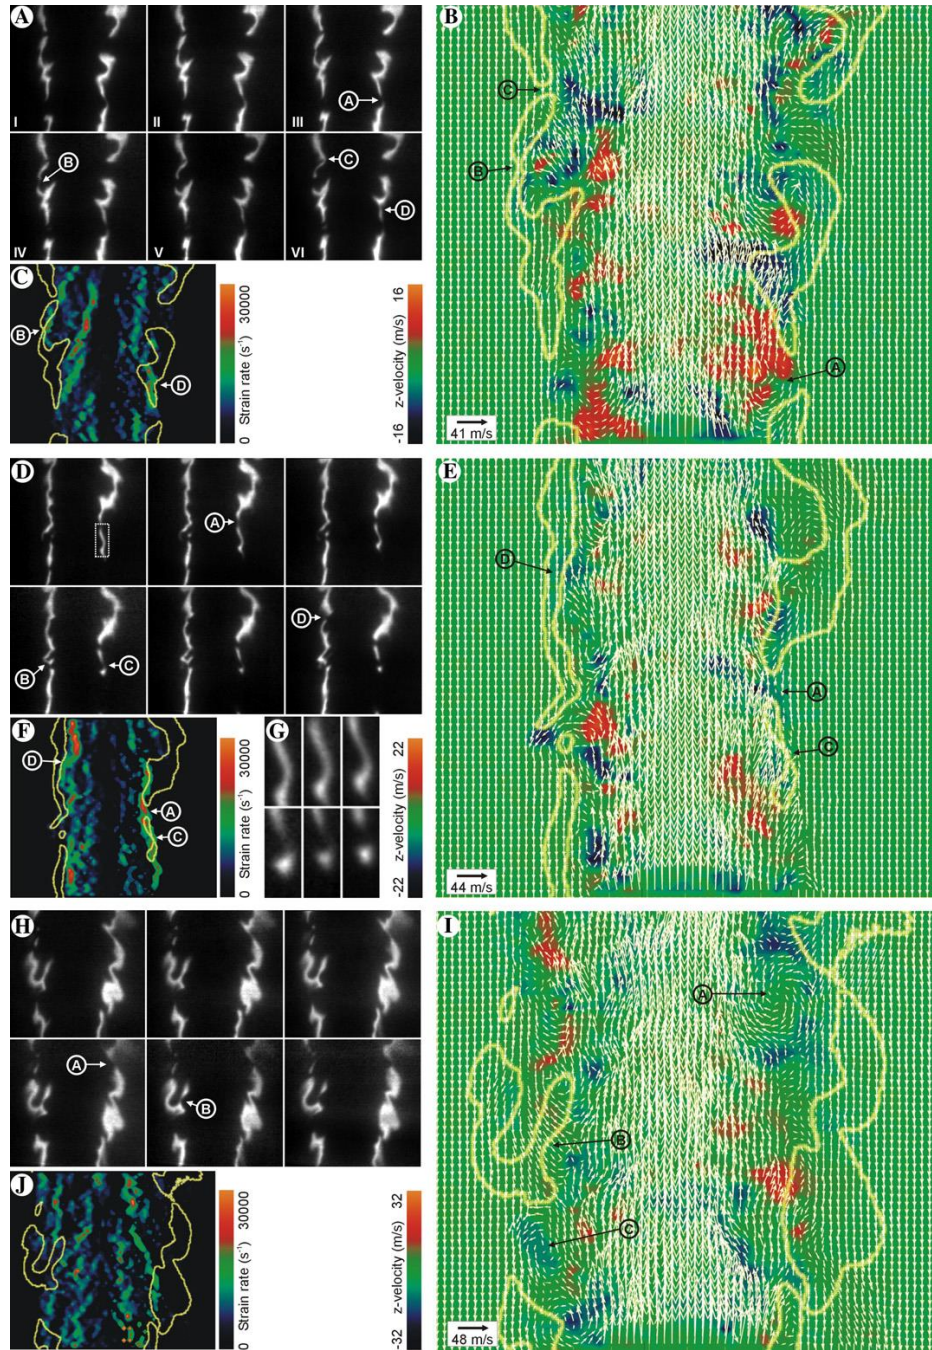 A
A
I
II
III
B
C
D
IV
V
VI
C
B
D
0 Strain rate (s⁻¹) 30000
-16 z-velocity (m/s) 16
B
C
B
A
41 m/s
D
A
D
B
C
F
D
A
C
0 Strain rate (s⁻¹) 30000
G
-22 z-velocity (m/s) 22
E
D
A
C
44 m/s
H
A
B
J
0 Strain rate (s⁻¹) 30000
-32 z-velocity (m/s) 32
I
A
B
C
48 m/s